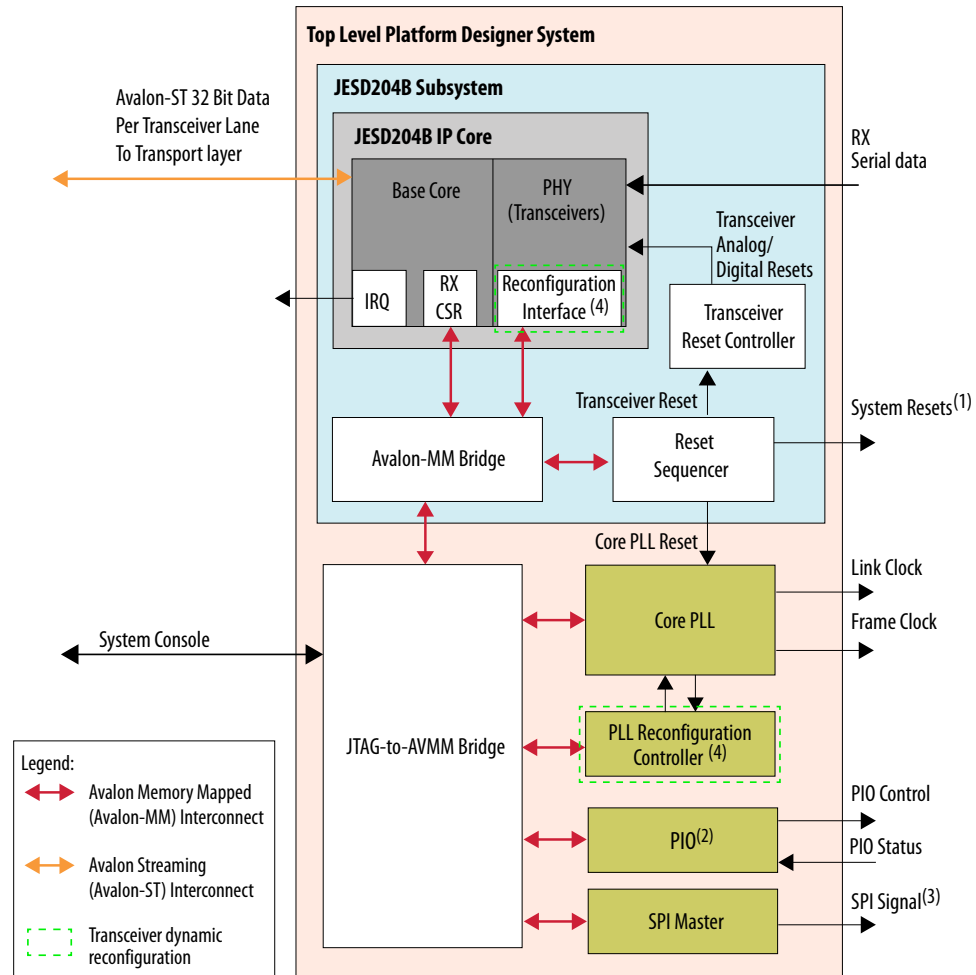 Top Level Platform Designer System
JESD204B Subsystem
Avalon-ST 32 Bit Data
Per Transceiver Lane
To Transport layer
JESD204B IP Core
RX
Serial data
Base Core
PHY
(Transceivers)
Transceiver
Analog/
Digital Resets
IRQ
RX
CSR
Reconfiguration
Interface (4)
Transceiver
Reset Controller
Transceiver Reset
System Resets(1)
Avalon-MM Bridge
Reset
Sequencer
Core PLL Reset
Link Clock
Core PLL
Frame Clock
System Console
JTAG-to-AVMM Bridge
PLL Reconfiguration
Controller (4)
Legend:
Avalon Memory Mapped
(Avalon-MM) Interconnect
Avalon Streaming
(Avalon-ST) Interconnect
Transceiver dynamic
reconfiguration
PIO Control
PIO(2)
PIO Status
SPI Signal(3)
SPI Master